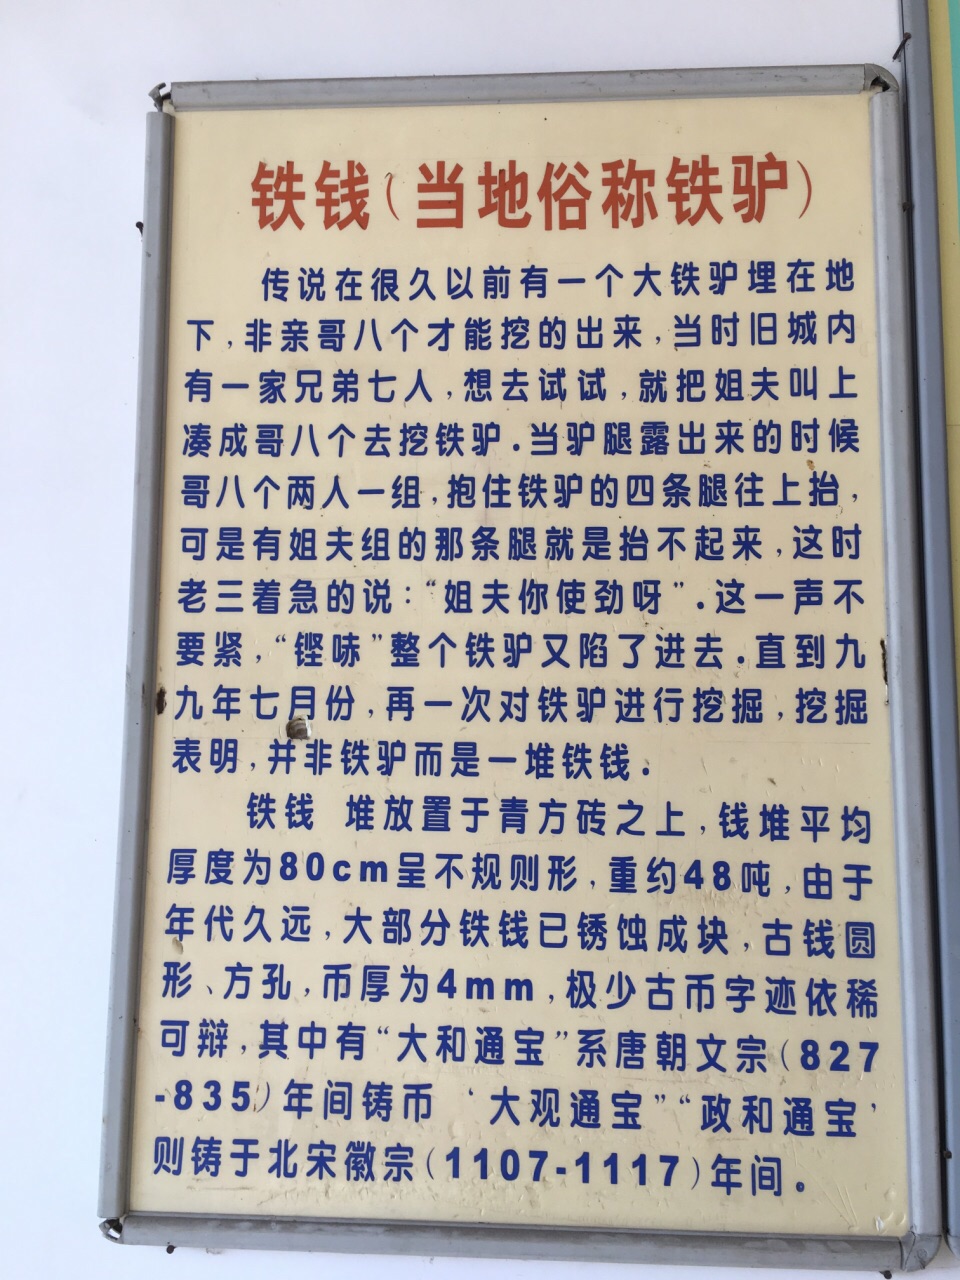 铁钱(当地俗称铁驴)
传说在很久以前有一个大铁驴埋在地
下,非亲哥八个才能挖的出来,当时旧城内
有一家兄弟七人,想去试试,就把姐夫叫上
凑成哥八个去挖铁驴.当驴腿露出来的时候
哥八个两人一组,抱住铁驴的四条腿往上抬,
可是有姐夫组的那条腿就是抬不起来,这时
老三着急的说:“姐夫你使劲呀”.这一声不
要紧,“铿哧”整个铁驴又陷了进去.直到九
九年七月份,再一次对铁驴进行挖掘,挖掘
表明,并非铁驴而是一堆铁钱.
铁钱 堆放置于青方砖之上,钱堆平均
厚度为80cm呈不规则形,重约48吨,由于
年代久远,大部分铁钱已锈蚀成块,古钱圆
形、方孔,币厚为4mm,极少古币字迹依稀
可辩,其中有“大和通宝”系唐朝文宗(827
-835)年间铸币 ‘大观通宝”“政和通宝’
则铸于北宋徽宗(1107-1117)年间。